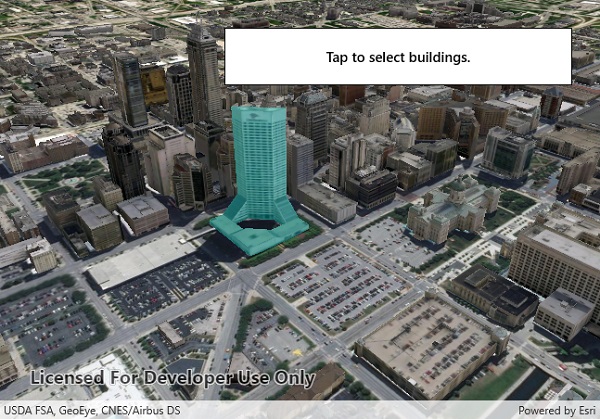 Tap to select buildings.
Licensed For Developer Use Only
USDA FSA, GeoEye, CNES/Airbus DS
Powered by Esri